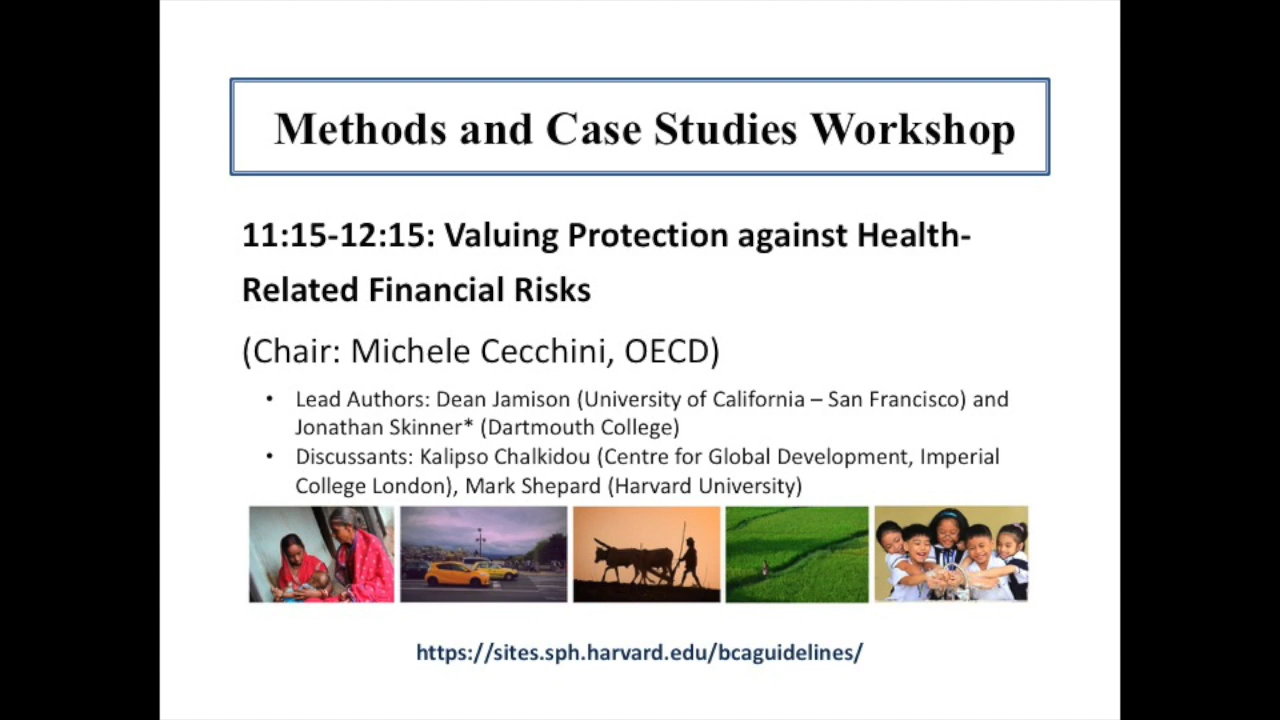 Methods and Case Studies Workshop
11:15-12:15: Valuing Protection against Health-
Related Financial Risks
(Chair: Michele Cecchini, OECD)
• Lead Authors: Dean Jamison (University of California – San Francisco) and
Jonathan Skinner* (Dartmouth College)
• Discussants: Kalipso Chalkidou (Centre for Global Development, Imperial
College London), Mark Shepard (Harvard University)
https://sites.sph.harvard.edu/bcaguidelines/